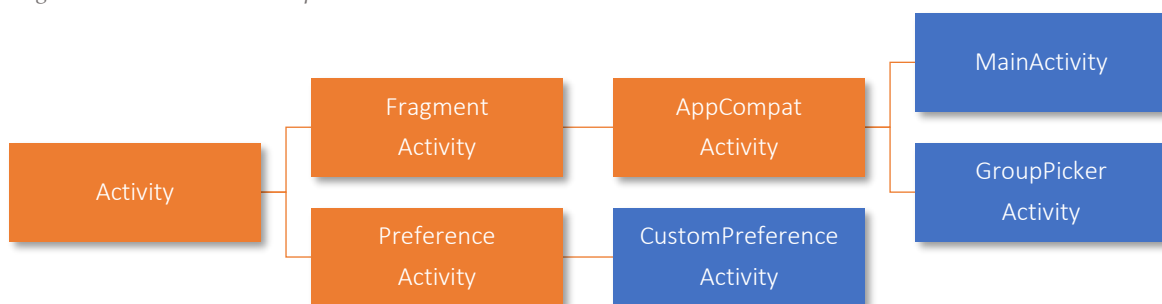 MainActivity
Fragment
Activity
AppCompat
Activity
Activity
GroupPicker
Activity
Preference
Activity
CustomPreference
Activity